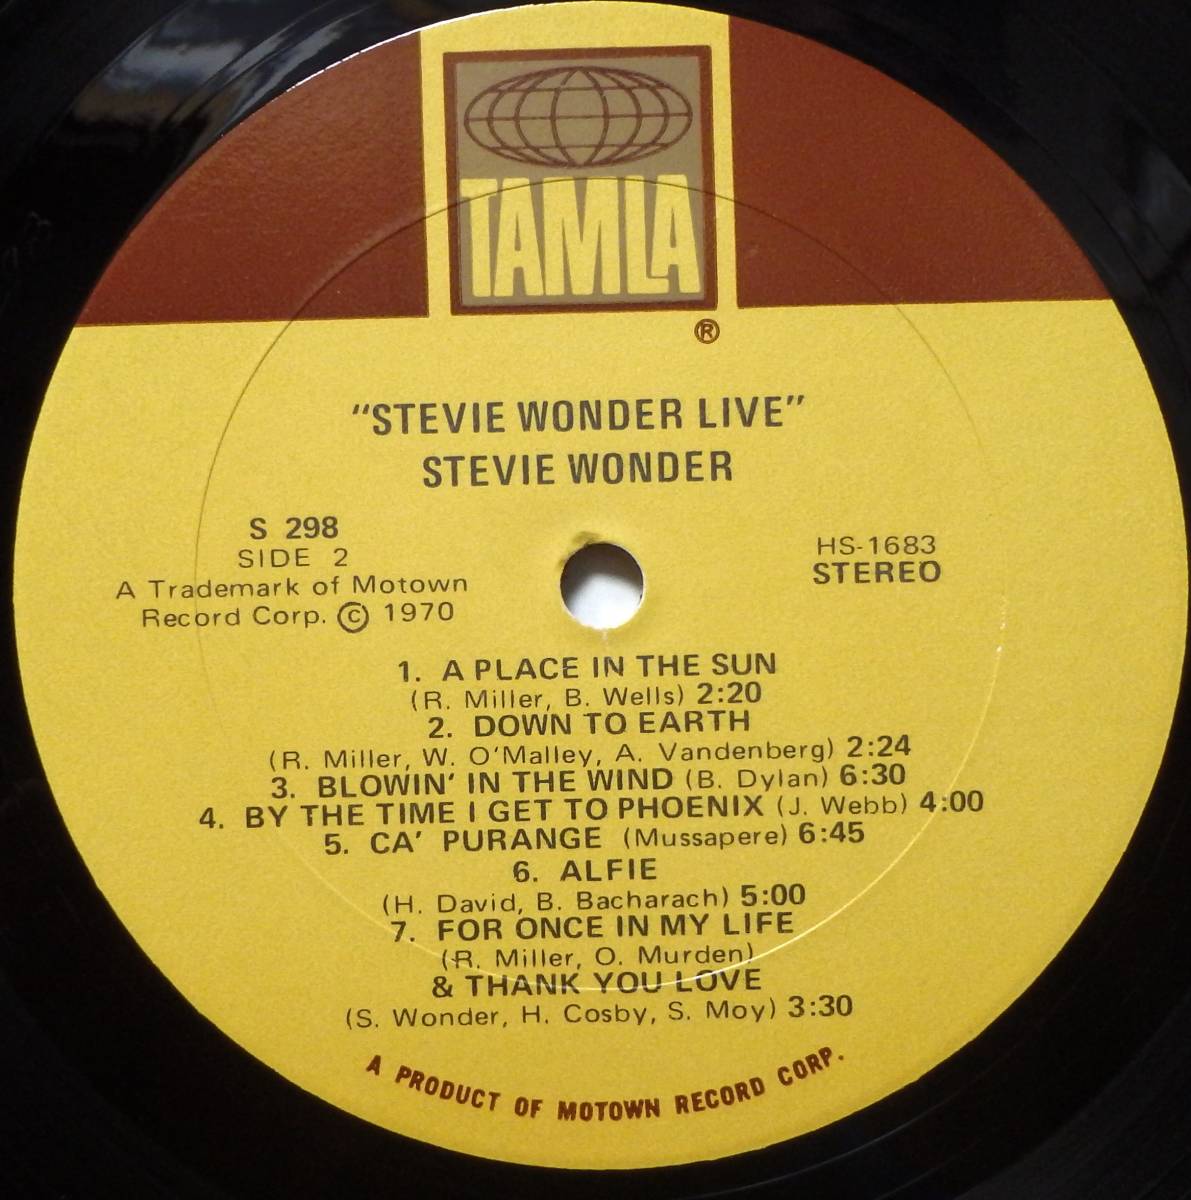 TAMLA
®
"STEVIE WONDER LIVE"
STEVIE WONDER
S 298
SIDE 2
A Trademark of Motown
Record Corp. © 1970
HS-1683
STEREO
1. A PLACE IN THE SUN
(R. Miller, B. Wells) 2:20
2. DOWN TO EARTH
(R. Miller, W. O'Malley, A. Vandenberg) 2:24
3. BLOWIN' IN THE WIND (B. Dylan) 6:30
4. BY THE TIME I GET TO PHOENIX (J. Webb) 4:00
5. CA' PURANGE (Mussapere) 6:45
6. ALFIE
(H. David, B. Bacharach) 5:00
7. FOR ONCE IN MY LIFE
(R. Miller, O. Murden)
& THANK YOU LOVE
(S. Wonder, H. Cosby, S. Moy) 3:30
A PRODUCT OF MOTOWN RECORD CORP.